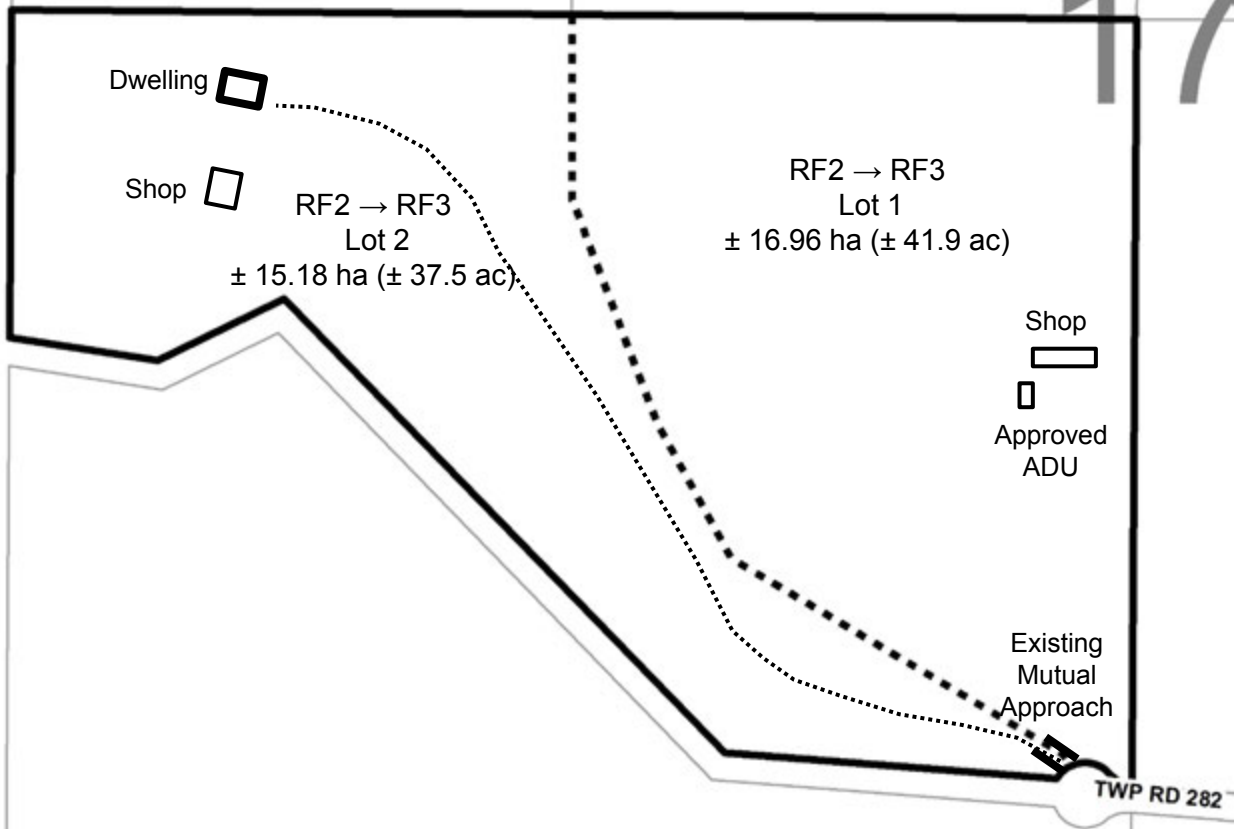 17
Dwelling
Shop
RF2 → RF3
Lot 2
± 15.18 ha (± 37.5 ac)
RF2 → RF3
Lot 1
± 16.96 ha (± 41.9 ac)
Shop
Approved
ADU
Existing
Mutual
Approach
TWP RD 282